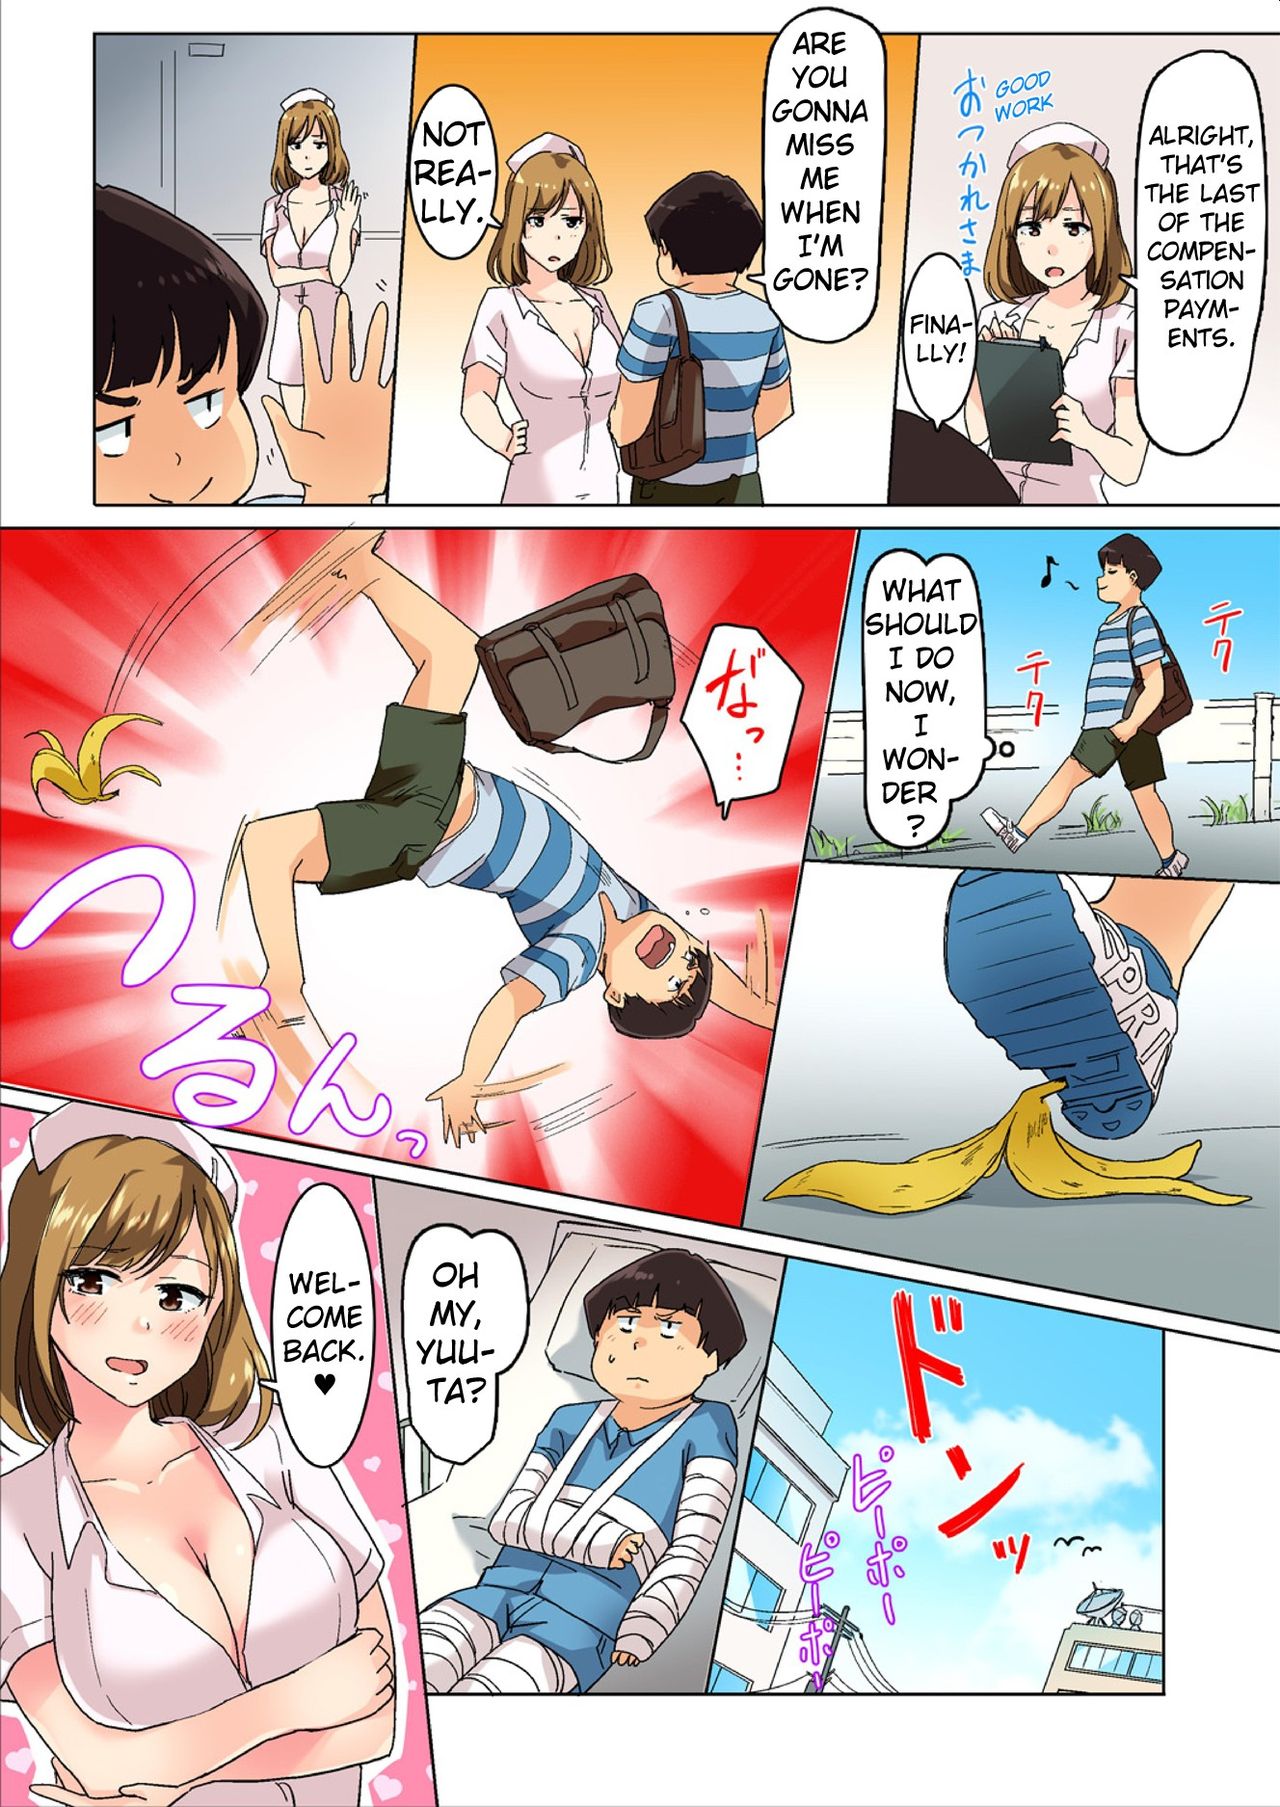 ALRIGHT,
THAT'S
THE LAST
OF THE
COMPEN-
SATION
PAYM-
ENTS.
GOOD
WORK
おつかれさま
FINA-
LLY!
ARE
YOU
GONNA
MISS
ME
WHEN
I'M
GONE?
NOT
REA-
LLY.
WHAT
SHOULD
I DO
NOW,
I
WON-
DER
?
テク
テク
SPRI
なっ…
つるんっ
ドンッ
ピーポー
ピーポー
OH
MY,
YUU-
TA?
WEL-
COME
BACK.
♥